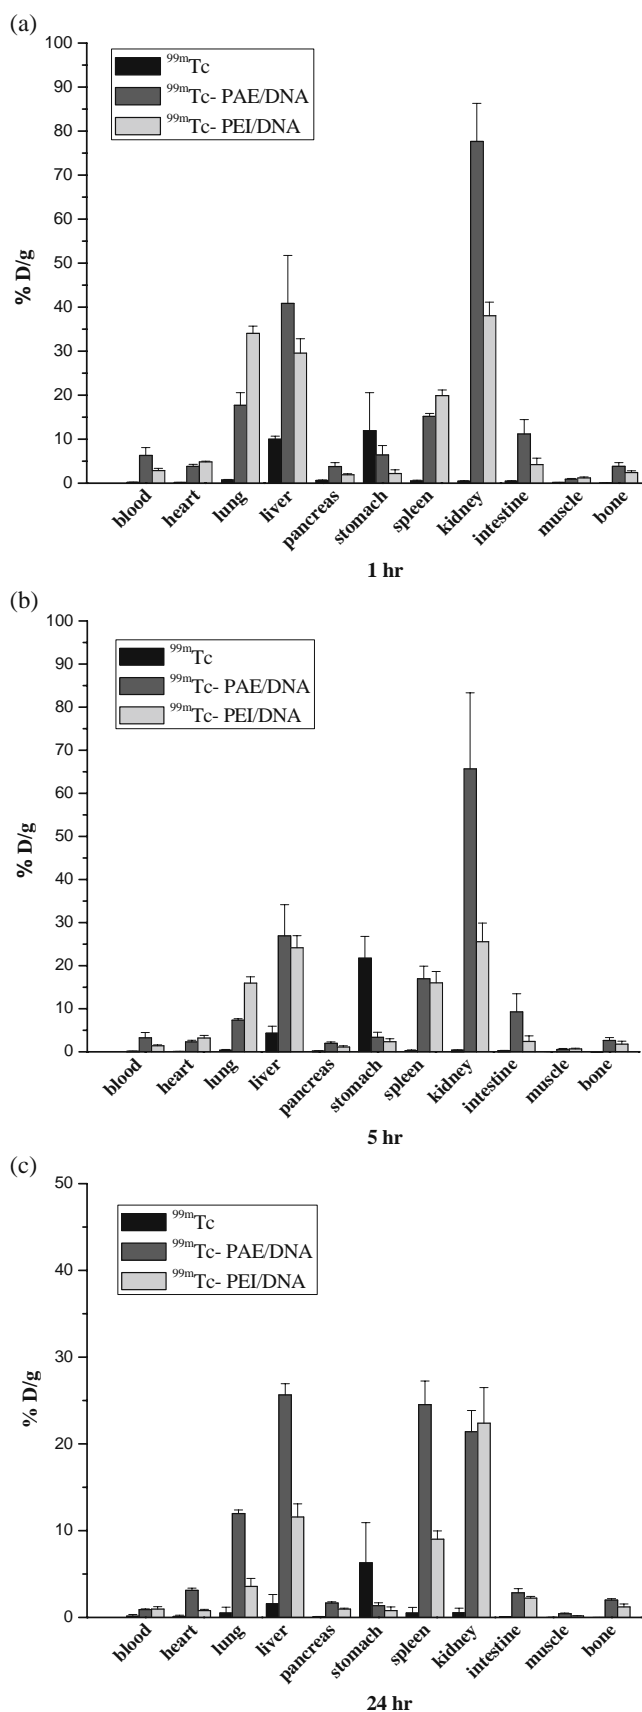 (a)
100
90
80
70
60
50
40
30
20
10
0
% D/g
99mTc
99mTc- PAE/DNA
99mTc- PEI/DNA
blood heart lung liver pancreas stomach spleen kidney intestine muscle bone
1 hr
(b)
100
90
80
70
60
50
40
30
20
10
0
% D/g
99mTc
99mTc- PAE/DNA
99mTc- PEI/DNA
blood heart lung liver pancreas stomach spleen kidney intestine muscle bone
5 hr
(c)
50
40
30
20
10
0
% D/g
99mTc
99mTc- PAE/DNA
99mTc- PEI/DNA
blood heart lung liver pancreas stomach spleen kidney intestine muscle bone
24 hr